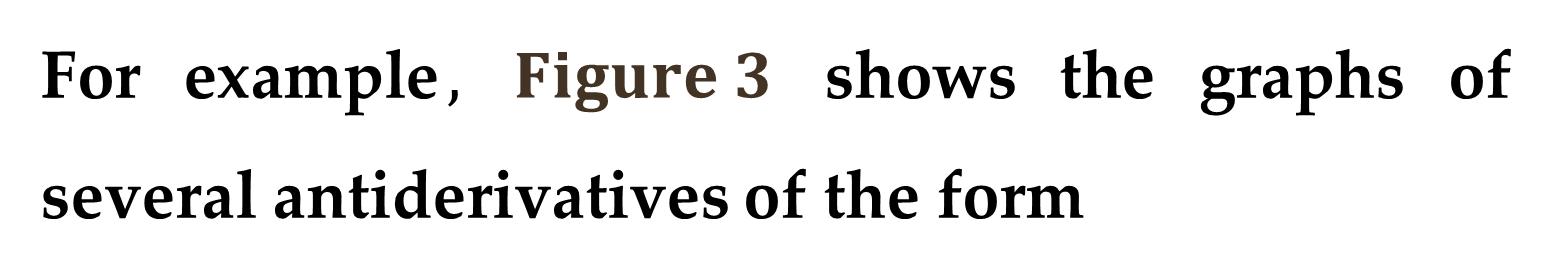 For example, Figure 3 shows the graphs of
several antiderivatives of the form